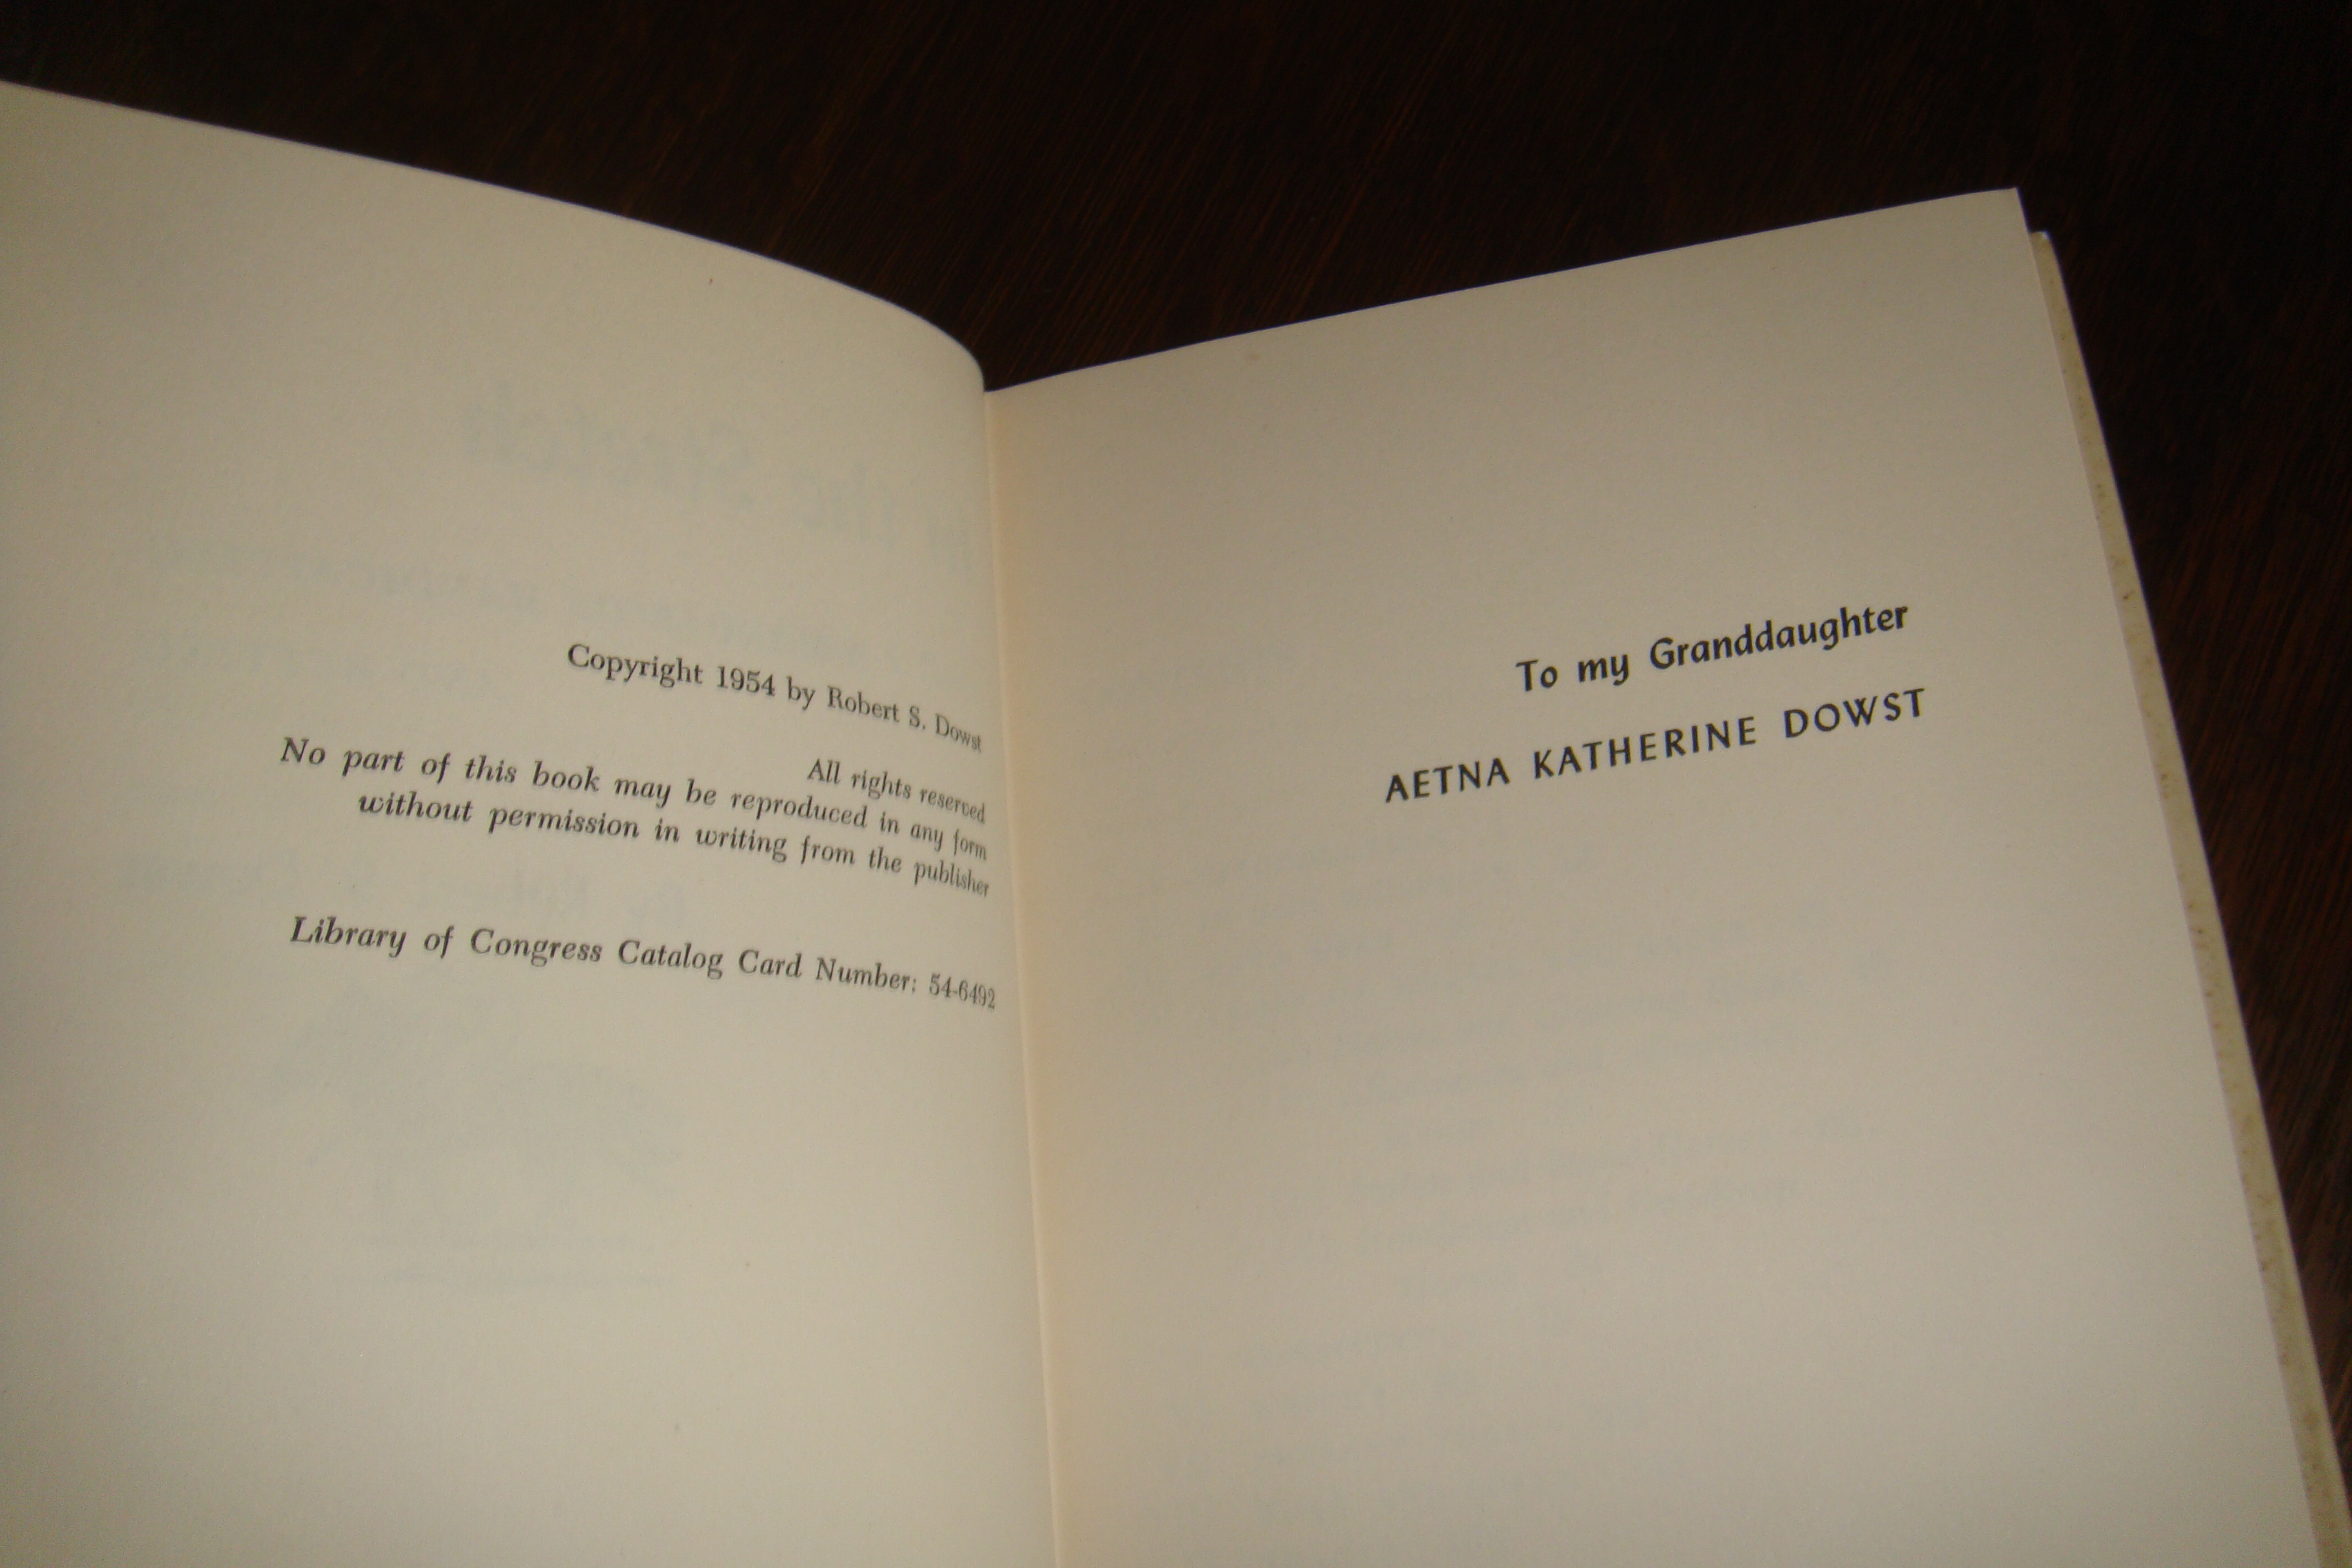 Copyright 1954 by Robert S. Dowst
All rights reserved
No part of this book may be reproduced in any form
without permission in writing from the publisher
Library of Congress Catalog Card Number: 54-6492
To my Granddaughter
AETNA KATHERINE DOWST